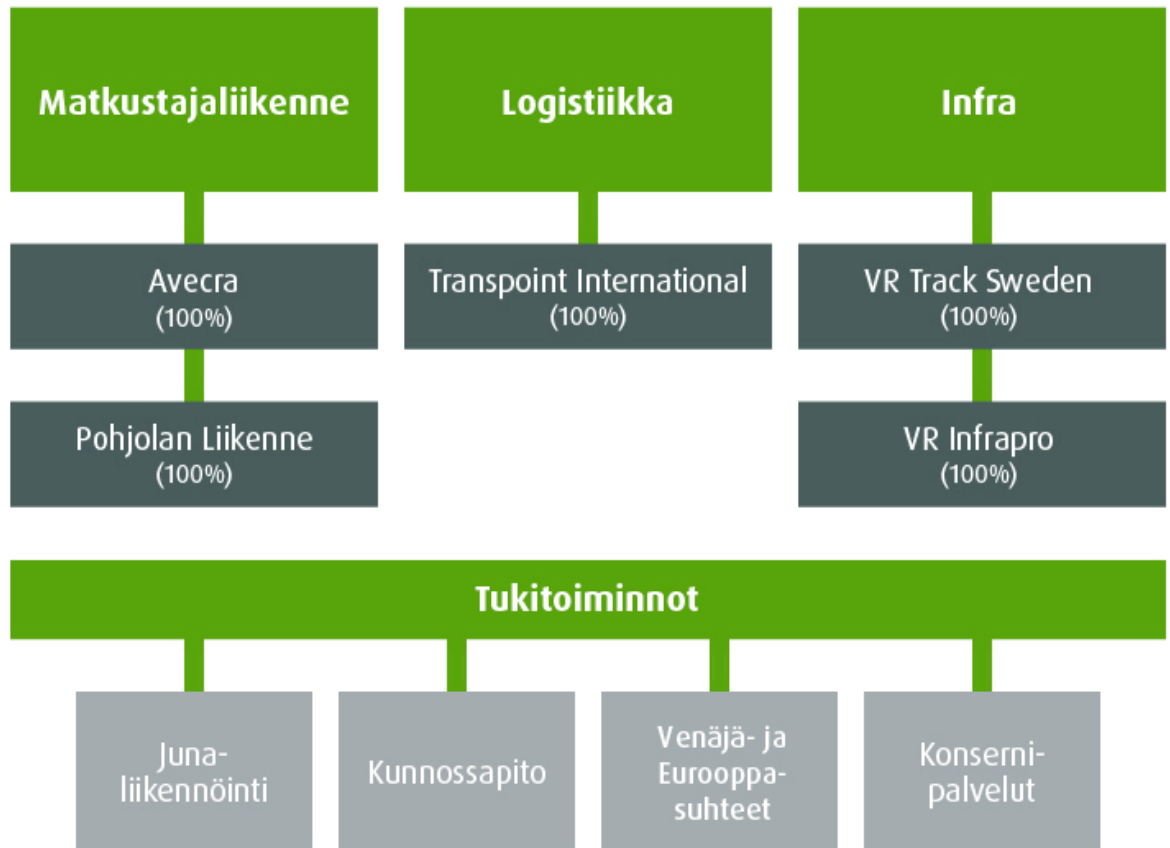 Matkustajaliikenne
Logistiikka
Infra
Avecra
(100%)
Transpoint International
(100%)
VR Track Sweden
(100%)
Pohjolan Liikenne
(100%)
VR Infrapro
(100%)
Tukitoiminnot
Juna-
liikennöinti
Kunnossapito
Venäjä- ja
Eurooppa-
suhteet
Konserni-
palvelut